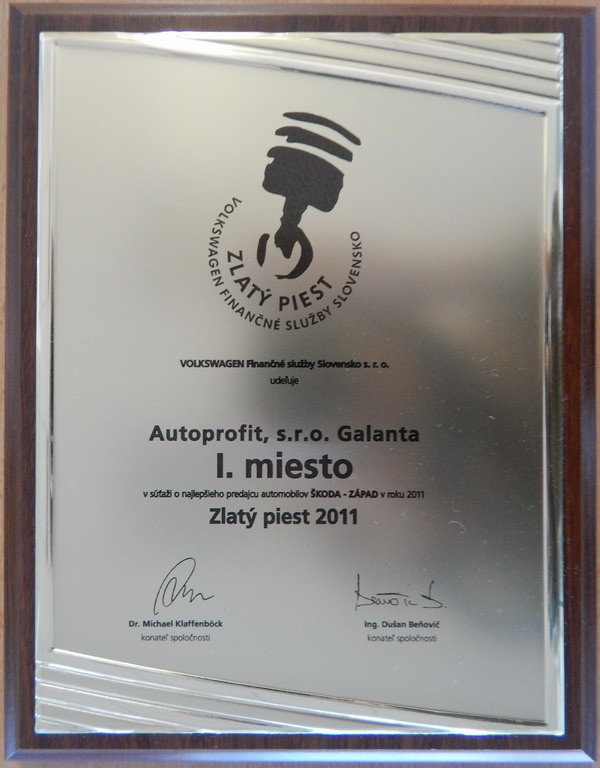 ZLATÝ PIEST
VOLKSWAGEN FINANČNÉ SLUŽBY SLOVENSKO
VOLKSWAGEN Finančné služby Slovensko s. r. o.
udeľuje
Autoprofit, s.r.o. Galanta
I. miesto
v súťaži o najlepšieho predajcu automobilov ŠKODA - ZÁPAD v roku 2011
Zlatý piest 2011
Dr. Michael Klaffenböck
konateľ spoločnosti
Ing. Dušan Beňovič
konateľ spoločnosti